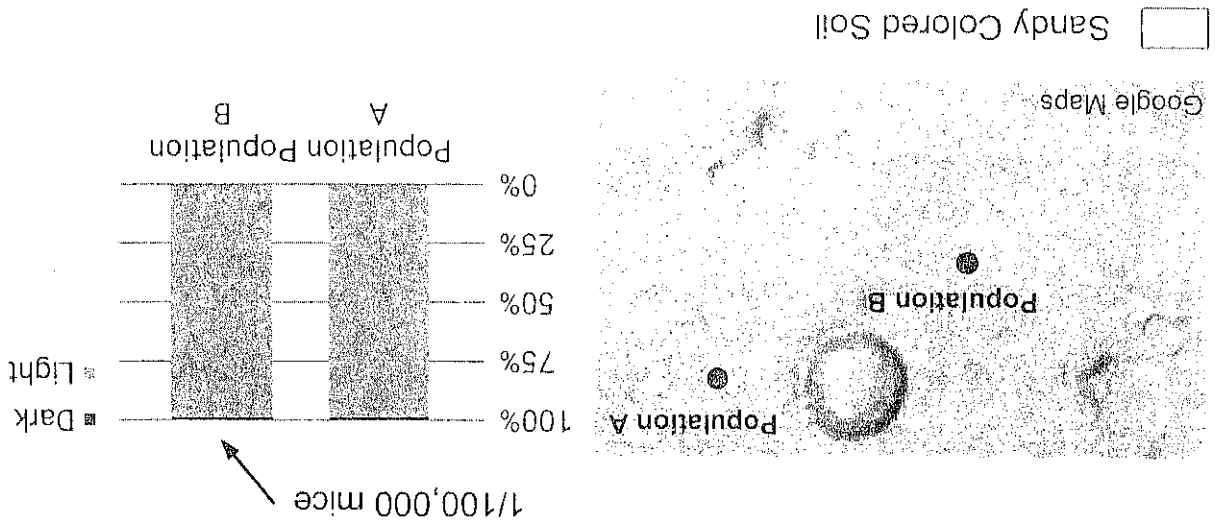 1/100,000 mice
Population A
Population B
Google Maps
Sandy Colored Soil
100%
75%
50%
25%
0%
Dark
Light
Population Population
A
B